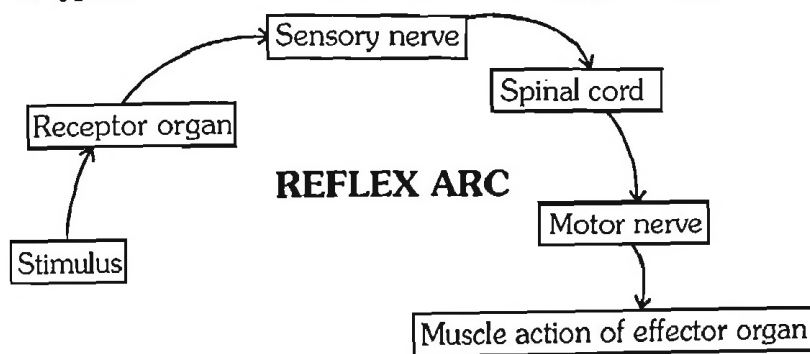 Stimulus
Receptor organ
Sensory nerve
Spinal cord
Motor nerve
Muscle action of effector organ
REFLEX ARC